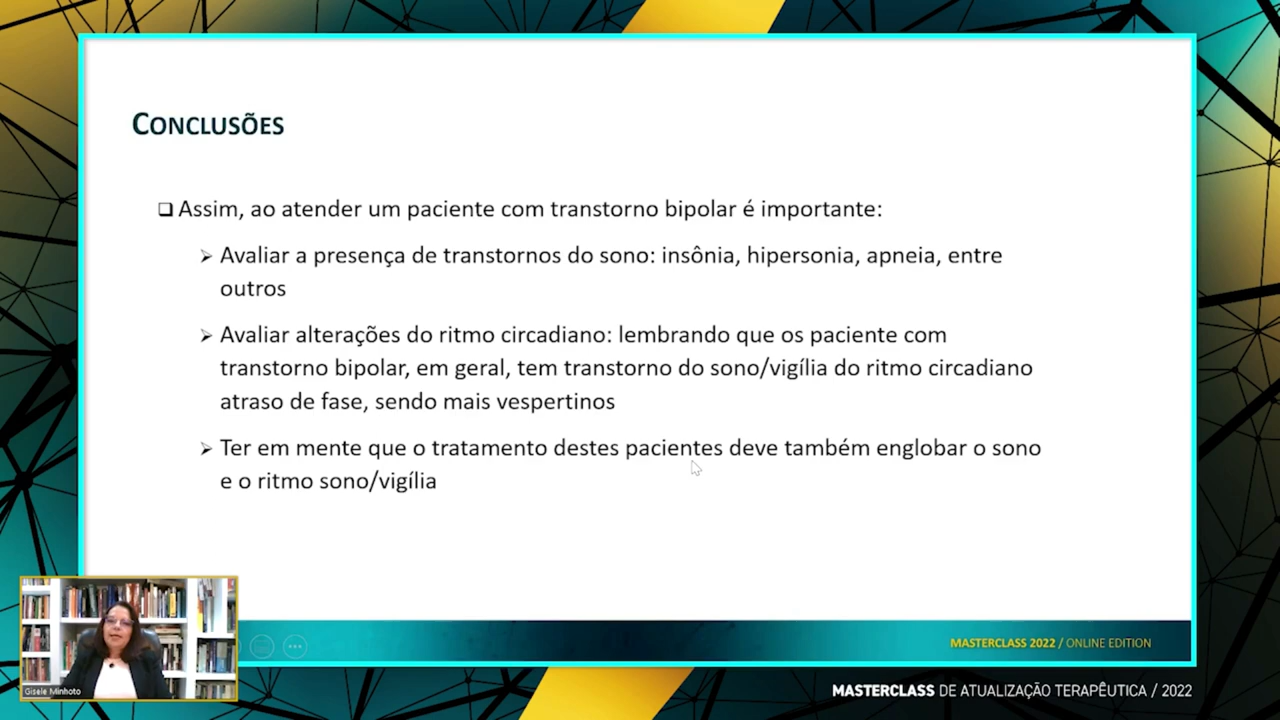 CONCLUSÕES
Assim, ao atender um paciente com transtorno bipolar é importante:
Avaliar a presença de transtornos do sono: insônia, hipersonia, apneia, entre
outros
Avaliar alterações do ritmo circadiano: lembrando que os paciente com
transtorno bipolar, em geral, tem transtorno do sono/vigília do ritmo circadiano
atraso de fase, sendo mais vespertinos
Ter em mente que o tratamento destes pacientes deve também englobar o sono
e o ritmo sono/vigília
MASTERCLASS 2022 / ONLINE EDITION
Gisele Minhoto
MASTERCLASS DE ATUALIZAÇÃO TERAPÊUTICA / 2022